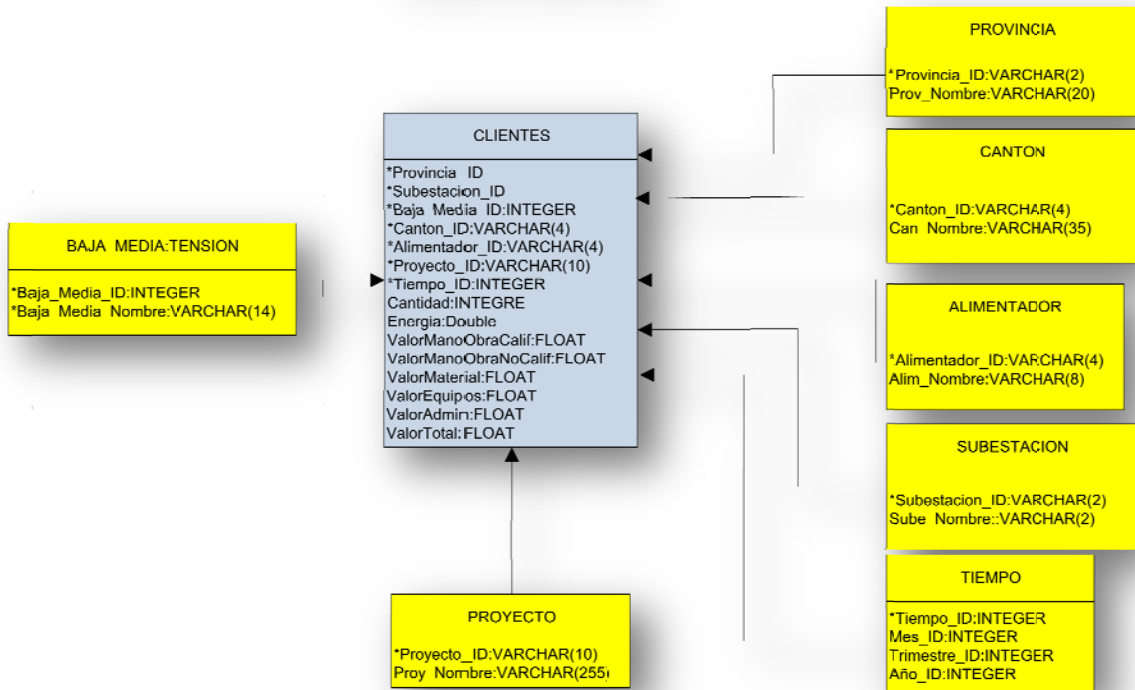 PROVINCIA
*Provincia_ID:VARCHAR(2)
Prov_Nombre:VARCHAR(20)
CLIENTES
*Provincia_ID
*Subestacion_ID
*Baja_Media_ID:INTEGER
*Canton_ID:VARCHAR(4)
*Alimentador_ID:VARCHAR(4)
*Proyecto_ID:VARCHAR(10)
*Tiempo_ID:INTEGER
Cantidad:INTEGRE
Energia:Double
ValorManoObraCalif:FLOAT
ValorManoObraNoCalif:FLOAT
ValorMaterial:FLOAT
ValorEquipos:FLOAT
ValorAdmin:FLOAT
ValorTotal:FLOAT
CANTON
*Canton_ID:VARCHAR(4)
Can_Nombre:VARCHAR(35)
BAJA_MEDIA:TENSION
*Baja_Media_ID:INTEGER
*Baja_Media_Nombre:VARCHAR(14)
ALIMENTADOR
*Alimentador_ID:VARCHAR(4)
Alim_Nombre:VARCHAR(8)
SUBESTACION
*Subestacion_ID:VARCHAR(2)
Sube_Nombre::VARCHAR(2)
PROYECTO
*Proyecto_ID:VARCHAR(10)
Proy_Nombre:VARCHAR(255)
TIEMPO
*Tiempo_ID:INTEGER
Mes_ID:INTEGER
Trimestre_ID:INTEGER
Año_ID:INTEGER